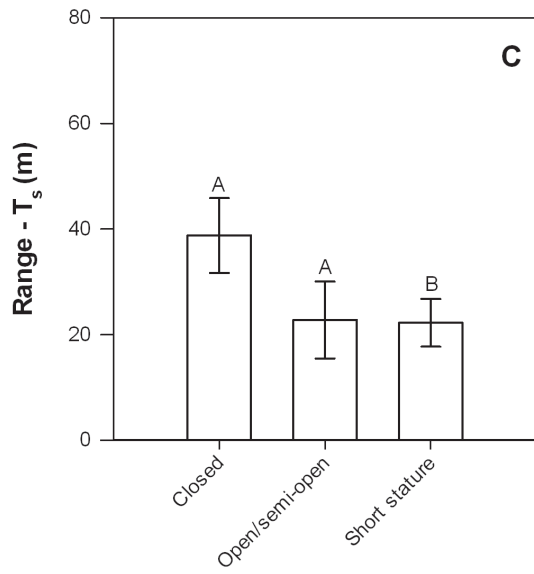 80
60
40
20
0
Range - Ts (m)
C
A
A
B
Closed
Open/semi-open
Short stature